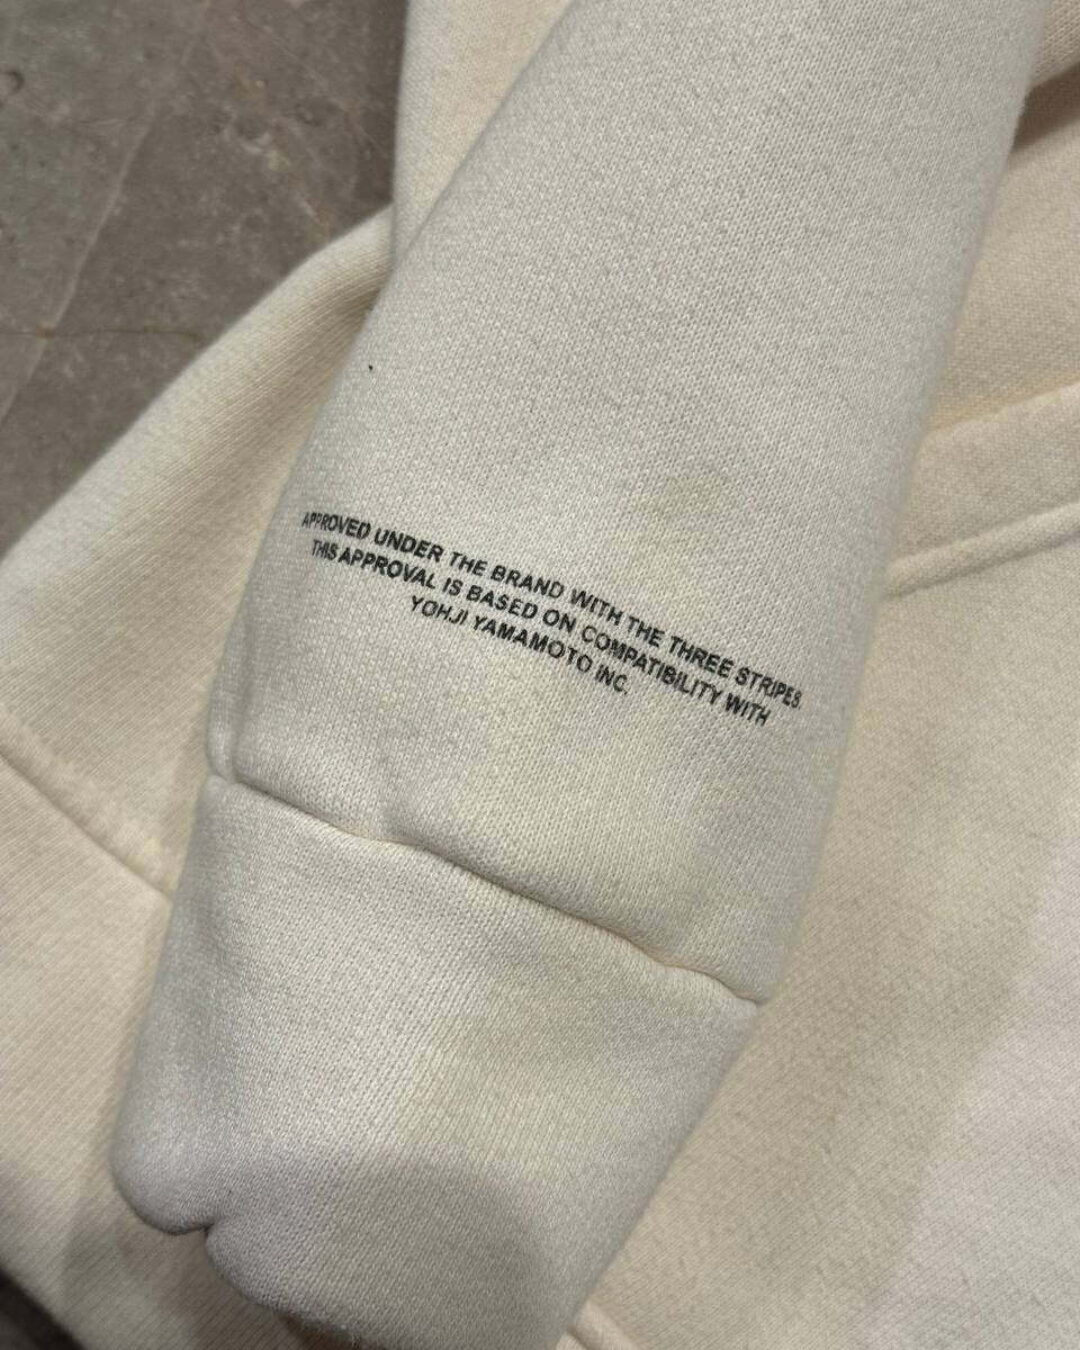 APPROVED UNDER THE BRAND WITH THE THREE STRIPES.
THIS APPROVAL IS BASED ON COMPATIBILITY WITH
YOHJI YAMAMOTO INC.